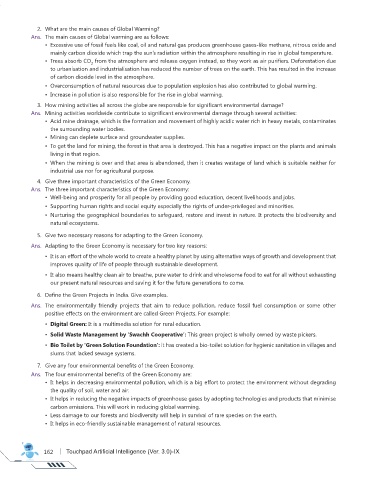 2. What are the main causes of Global Warming?
Ans. The main causes of Global warming are as follows:
• Excessive use of fossil fuels like coal, oil and natural gas produces greenhouse gases-like methane, nitrous oxide and
mainly carbon dioxide which trap the sun's radiation within the atmosphere resulting in rise in global temperature.
• Trees absorb CO₂ from the atmosphere and release oxygen instead, so they work as air purifiers. Deforestation due
to urbanisation and industrialisation has reduced the number of trees on the earth. This has resulted in the increase
of carbon dioxide level in the atmosphere.
• Overconsumption of natural resources due to population explosion has also contributed to global warming.
• Increase in pollution is also responsible for the rise in global warming.
3. How mining activities all across the globe are responsible for significant environmental damage?
Ans. Mining activities worldwide contribute to significant environmental damage through several activities:
• Acid mine drainage, which is the formation and movement of highly acidic water rich in heavy metals, contaminates
the surrounding water bodies.
• Mining can deplete surface and groundwater supplies.
• To get the land for mining, the forest in that area is destroyed. This has a negative impact on the plants and animals
living in that region.
• When the mining is over and that area is abandoned, then it creates wastage of land which is suitable neither for
industrial use nor for agricultural purpose.
4. Give three important characteristics of the Green Economy.
Ans. The three important characteristics of the Green Economy:
• Well-being and prosperity for all people by providing good education, decent livelihoods and jobs.
• Supporting human rights and social equity especially the rights of under-privileged and minorities.
• Nurturing the geographical boundaries to safeguard, restore and invest in nature. It protects the biodiversity and
natural ecosystems.
5. Give two necessary reasons for adapting to the Green Economy.
Ans. Adapting to the Green Economy is necessary for two key reasons:
• It is an effort of the whole world to create a healthy planet by using alternative ways of growth and development that
improves quality of life of people through sustainable development.
• It also means healthy clean air to breathe, pure water to drink and wholesome food to eat for all without exhausting
our present natural resources and saving it for the future generations to come.
6. Define the Green Projects in India. Give examples.
Ans. The environmentally friendly projects that aim to reduce pollution, reduce fossil fuel consumption or some other
positive effects on the environment are called Green Projects. For example:
• Digital Green: It is a multimedia solution for rural education.
• Solid Waste Management by 'Swachh Cooperative': This green project is wholly owned by waste pickers.
• Bio Toilet by 'Green Solution Foundation': It has created a bio-toilet solution for hygienic sanitation in villages and
slums that lacked sewage systems.
7. Give any four environmental benefits of the Green Economy.
Ans. The four environmental benefits of the Green Economy are:
• It helps in decreasing environmental pollution, which is a big effort to protect the environment without degrading
the quality of soil, water and air.
• It helps in reducing the negative impacts of greenhouse gases by adopting technologies and products that minimise
carbon emissions. This will work in reducing global warming.
• Less damage to our forests and biodiversity will help in survival of rare species on the earth.
• It helps in eco-friendly sustainable management of natural resources.
162 | Touchpad Artificial Intelligence (Ver. 3.0)-IX